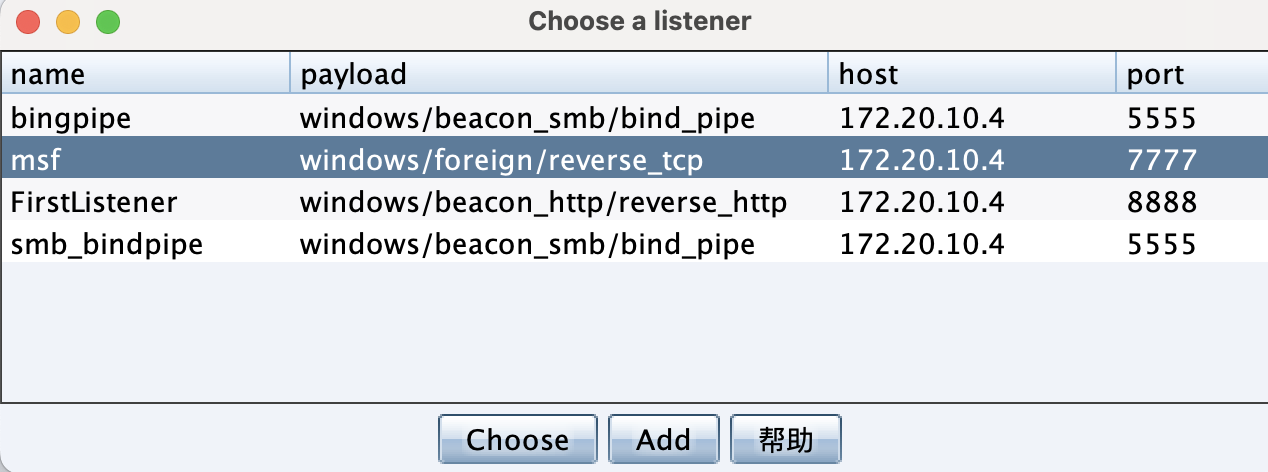 Choose a listener
name payload host port
bingpipe windows/beacon_smb/bind_pipe 172.20.10.4 5555
msf windows/foreign/reverse_tcp 172.20.10.4 7777
FirstListener windows/beacon_http/reverse_http 172.20.10.4 8888
smb_bindpipe windows/beacon_smb/bind_pipe 172.20.10.4 5555
Choose Add 帮助